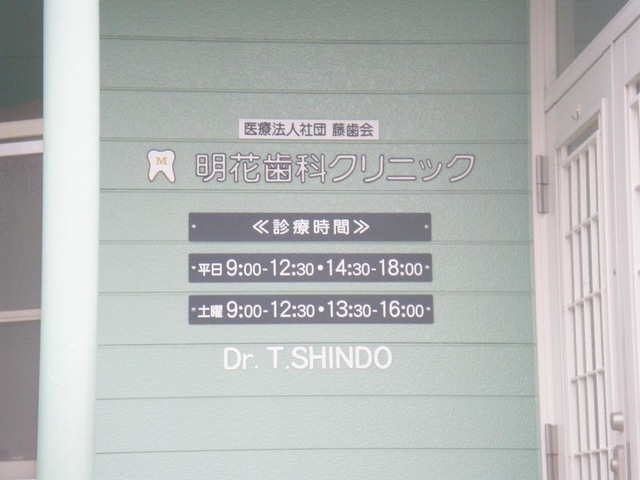 医療法人社団 藤歯会
M 明花歯科クリニック
≪診療時間≫
平日 9:00-12:30・14:30-18:00
土曜 9:00-12:30・13:30-16:00
Dr. T.SHINDO